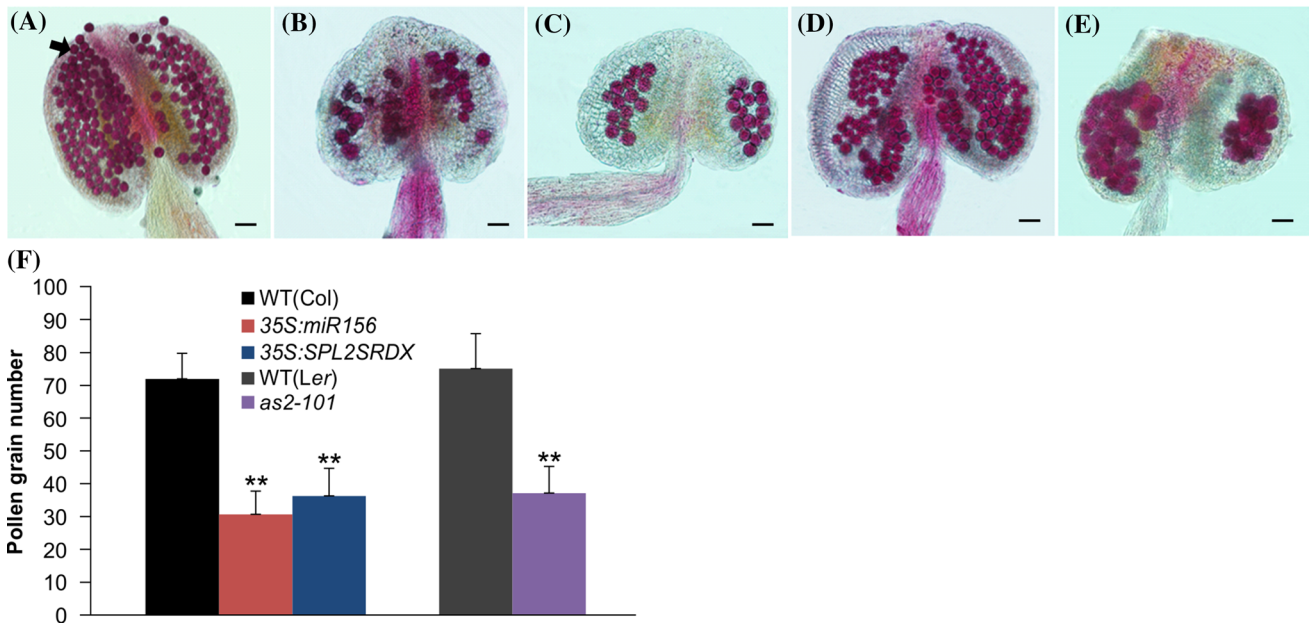 (A)
(B)
(C)
(D)
(E)
(F)
100
90
80
70
60
50
40
30
20
10
0
Pollen grain number
WT(Col)
35S:miR156
35S:SPL2SRDX
WT(Ler)
as2-101
**
**
**